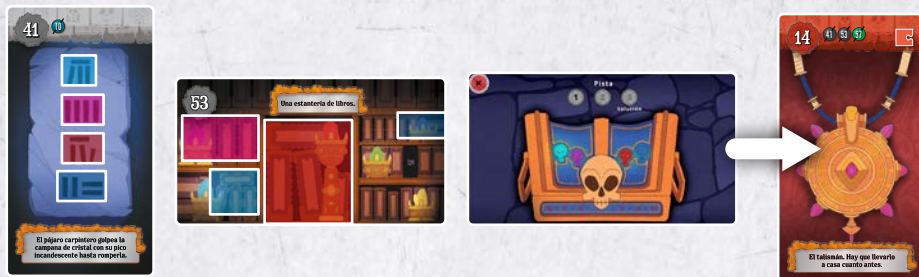 41 10
El pájaro carpintero golpea la
campana de cristal con su pico
incandescente hasta romperla.
53
Una estantería de libros.
Pista
1 2 3
Solución
14 41 53 57
El talismán. Hay que llevarlo
a casa cuanto antes.